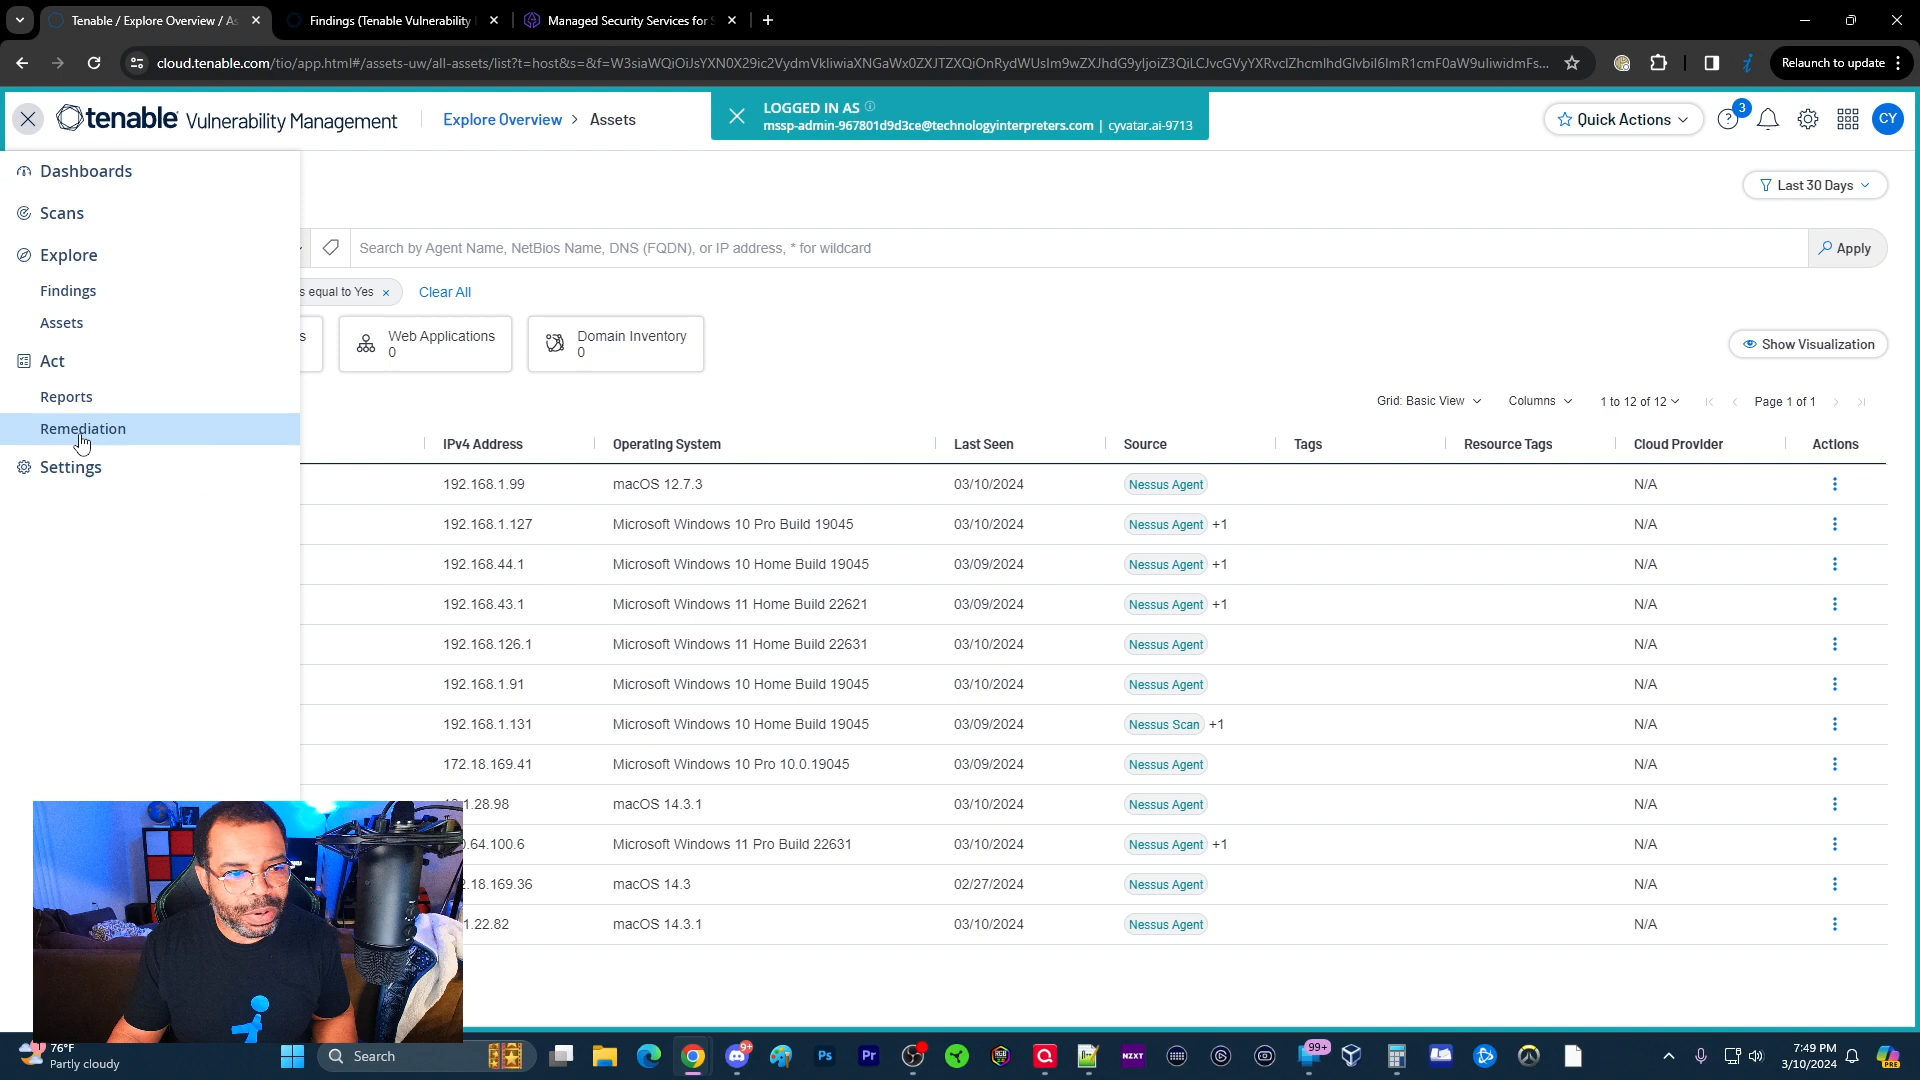 Tenable / Explore Overview / As
Findings (Tenable Vulnerability
Managed Security Services for S
cloud.tenable.com/tio/app.html#/assets-uw/all-assets/list?t=host&s=&f=
Relaunch to update
tenable Vulnerability Management
Explore Overview > Assets
LOGGED IN AS
mssp-admin-967801d9d3ce@technologyinterpreters.com | cyvatar.ai-9713
Quick Actions
3
CY
Dashboards
Scans
Explore
Findings
Assets
Act
Reports
Remediation
Settings
Last 30 Days
Search by Agent Name, NetBios Name, DNS (FQDN), or IP address, * for wildcard
Apply
s equal to Yes
Clear All
s
Web Applications
0
Domain Inventory
0
Show Visualization
Grid: Basic View
Columns
1 to 12 of 12
Page 1 of 1
IPv4 Address Operating System Last Seen Source Tags Resource Tags Cloud Provider Actions
192.168.1.99 macOS 12.7.3 03/10/2024 Nessus Agent N/A
192.168.1.127 Microsoft Windows 10 Pro Build 19045 03/10/2024 Nessus Agent +1 N/A
192.168.44.1 Microsoft Windows 10 Home Build 19045 03/09/2024 Nessus Agent +1 N/A
192.168.43.1 Microsoft Windows 11 Home Build 22621 03/09/2024 Nessus Agent +1 N/A
192.168.126.1 Microsoft Windows 11 Home Build 22631 03/10/2024 Nessus Agent N/A
192.168.1.91 Microsoft Windows 10 Home Build 19045 03/10/2024 Nessus Agent N/A
192.168.1.131 Microsoft Windows 10 Home Build 19045 03/09/2024 Nessus Scan +1 N/A
172.18.169.41 Microsoft Windows 10 Pro 10.0.19045 03/09/2024 Nessus Agent N/A
1.28.98 macOS 14.3.1 03/10/2024 Nessus Agent N/A
.64.100.6 Microsoft Windows 11 Pro Build 22631 03/10/2024 Nessus Agent +1 N/A
.18.169.36 macOS 14.3 02/27/2024 Nessus Agent N/A
1.22.82 macOS 14.3.1 03/10/2024 Nessus Agent N/A
76°F
Partly cloudy
Search
9+
Ps
Pr
NZXT
99+
7:49 PM
3/10/2024
PRE